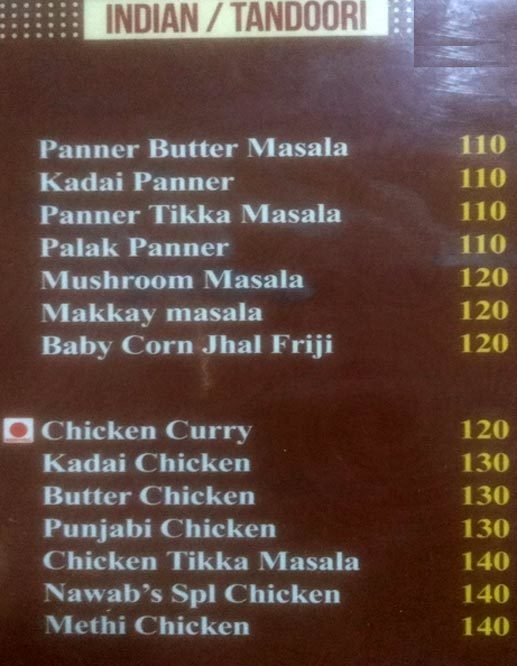 INDIAN / TANDOORI
Panner Butter Masala 110
Kadai Panner 110
Panner Tikka Masala 110
Palak Panner 110
Mushroom Masala 120
Makkay masala 120
Baby Corn Jhal Friji 120
Chicken Curry 120
Kadai Chicken 130
Butter Chicken 130
Punjabi Chicken 130
Chicken Tikka Masala 140
Nawab's Spl Chicken 140
Methi Chicken 140